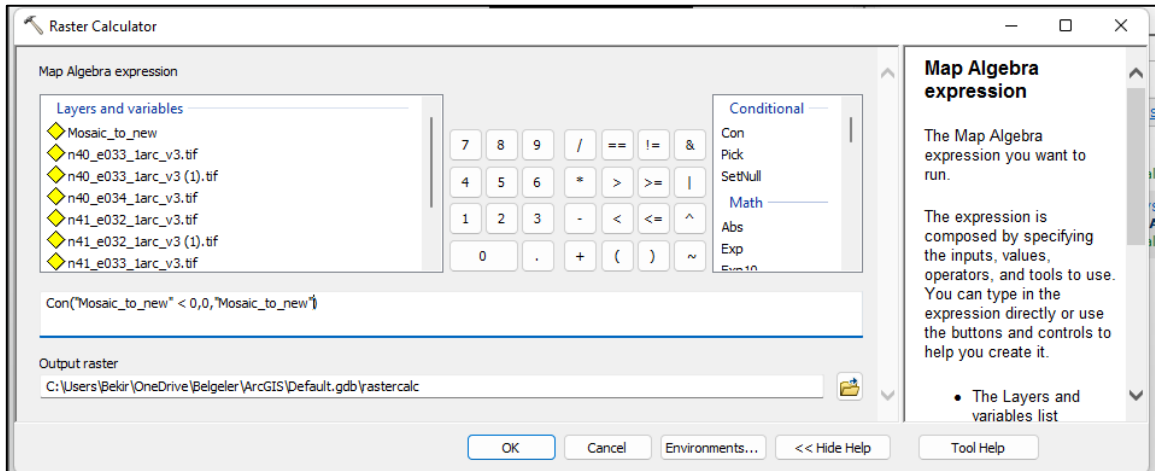 Raster Calculator
Map Algebra expression
Layers and variables
Mosaic_to_new
n40_e033_1arc_v3.tif
n40_e033_1arc_v3 (1).tif
n40_e034_1arc_v3.tif
n41_e032_1arc_v3.tif
n41_e032_1arc_v3 (1).tif
n41_e033_1arc_v3.tif
7 8 9 / == != &
4 5 6 * > >= |
1 2 3 - < <= ^
0 . + ( ) ~
Conditional
Con
Pick
SetNull
Math
Abs
Exp
Exp10
Con("Mosaic_to_new" < 0,0,"Mosaic_to_new")
Output raster
C:\Users\Bekir\OneDrive\Belgeler\ArcGIS\Default.gdb\rastercalc
OK Cancel Environments... << Hide Help Tool Help
Map Algebra
expression
The Map Algebra
expression you want to
run.
The expression is
composed by specifying
the inputs, values,
operators, and tools to use.
You can type in the
expression directly or use
the buttons and controls to
help you create it.
• The Layers and
variables list